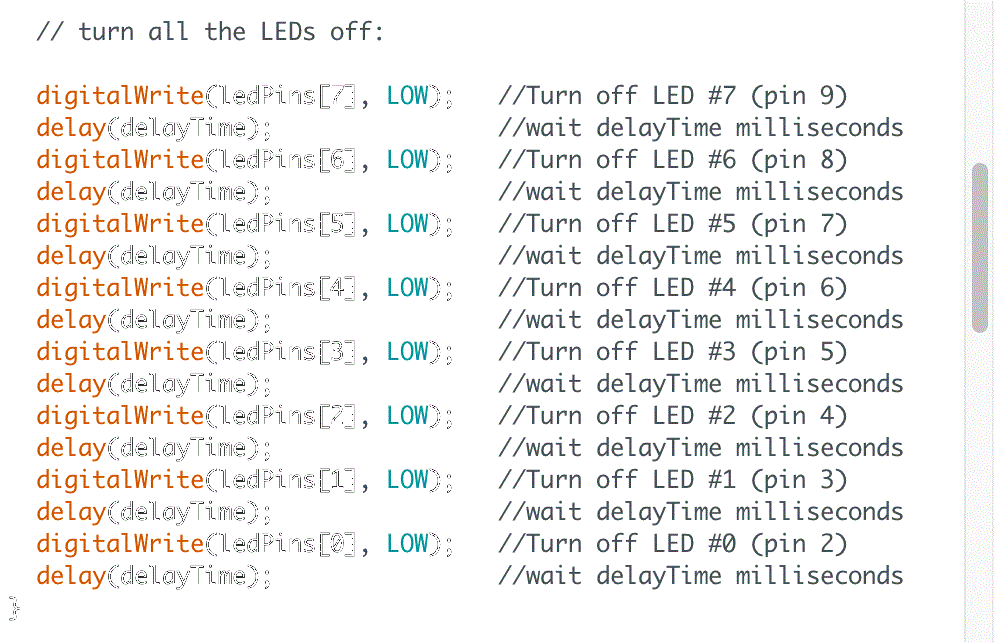 // turn all the LEDs off:
digitalWrite(ledPins[7], LOW);   //Turn off LED #7 (pin 9)
delay(delayTime);                //wait delayTime milliseconds
digitalWrite(ledPins[6], LOW);   //Turn off LED #6 (pin 8)
delay(delayTime);                //wait delayTime milliseconds
digitalWrite(ledPins[5], LOW);   //Turn off LED #5 (pin 7)
delay(delayTime);                //wait delayTime milliseconds
digitalWrite(ledPins[4], LOW);   //Turn off LED #4 (pin 6)
delay(delayTime);                //wait delayTime milliseconds
digitalWrite(ledPins[3], LOW);   //Turn off LED #3 (pin 5)
delay(delayTime);                //wait delayTime milliseconds
digitalWrite(ledPins[2], LOW);   //Turn off LED #2 (pin 4)
delay(delayTime);                //wait delayTime milliseconds
digitalWrite(ledPins[1], LOW);   //Turn off LED #1 (pin 3)
delay(delayTime);                //wait delayTime milliseconds
digitalWrite(ledPins[0], LOW);   //Turn off LED #0 (pin 2)
delay(delayTime);                //wait delayTime milliseconds
}